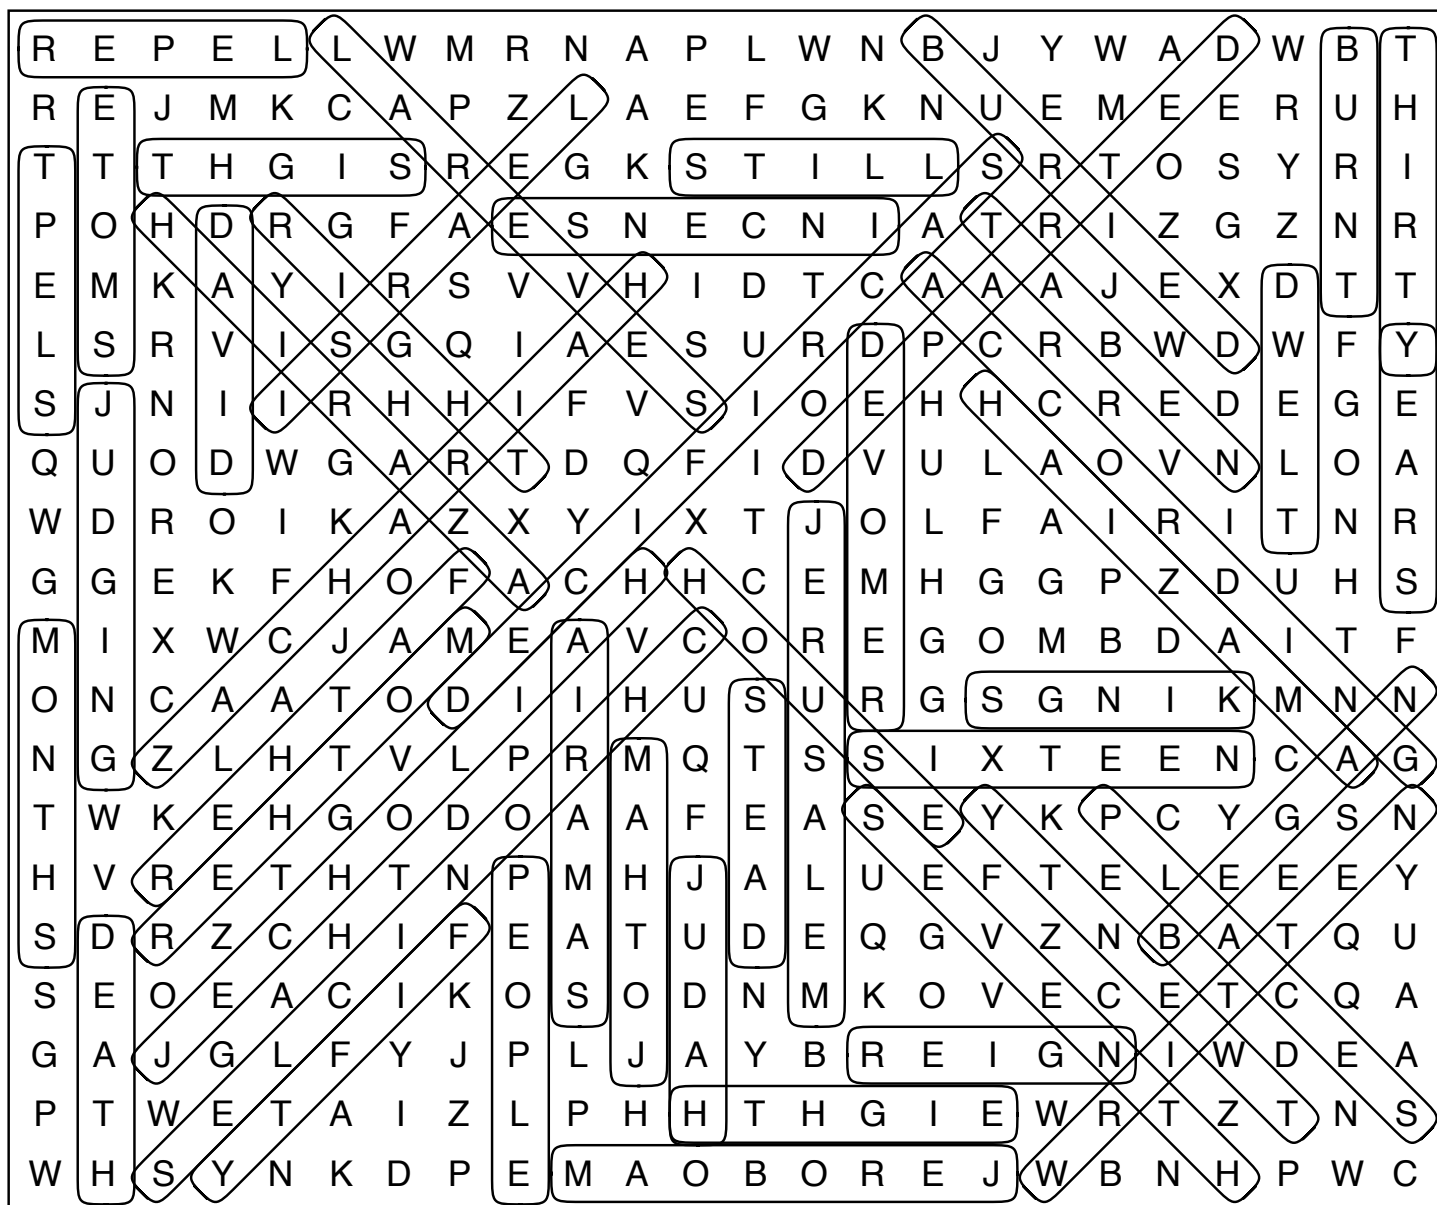 R E P E L L W M R N A P L W N B J Y W A D W B T
R E J M K C A P Z L A E F G K N U E M E E R U H
T T T H G I S R E G K S T I L L S R T O S Y R I
P O H D R G F A E S N E C N I A T R I Z G Z N R
E M K A Y I R S V V H I D T C A A A J E X D T T
L S R V I S G Q I A E S U R D P C R B W D W F Y
S J N I I R H H I F V S I O E H H C R E D E G E
Q U O D W G A R T D Q F I D V U L A O V N L O A
W D R O I K A Z X Y I X T J O L F A I R I T N R
G G E K F H O F A C H H C E M H G G P Z D U H S
M I X W C J A M E A V C O R E G O M B D A I T F
O N C A A T O D I I H U S U R G S G N I K M N N
N G Z L H T V L P R M Q T S S I X T E E N C A G
T W K E H G O D O A A F E A S E Y K P C Y G S N
H V R E T H T N P M H J A L U E F T E L E E E Y
S D R Z C H I F E A T U D E Q G V Z N B A T Q U
S E O E A C I K O S O D N M K O V E C E T C Q A
G A J G L F Y J P L J A Y B R E I G N I W D E A
P T W E T A I Z L P H H T H G I E W R T Z T N S
W H S Y N K D P E M A O B O R E J W B N H P W C